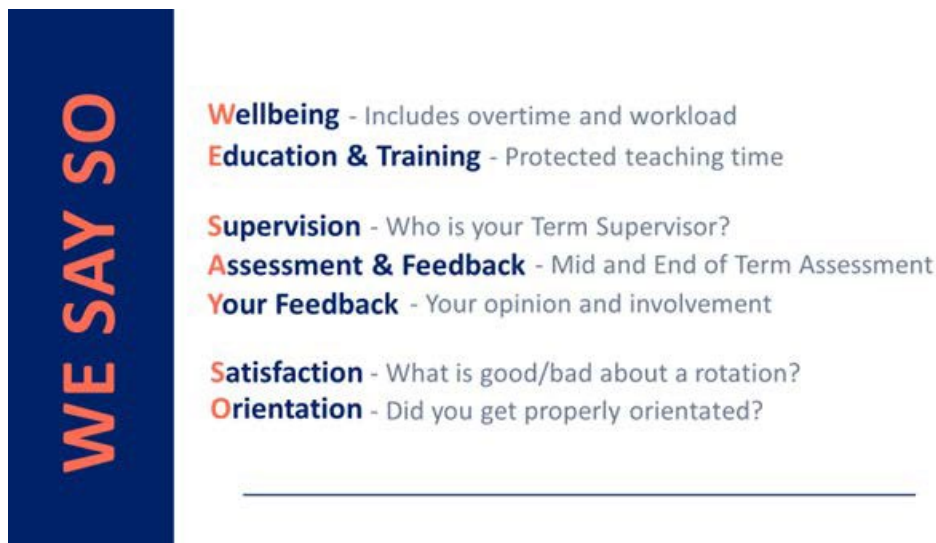 WE SAY SO
Wellbeing - Includes overtime and workload
Education & Training - Protected teaching time
Supervision - Who is your Term Supervisor?
Assessment & Feedback - Mid and End of Term Assessment
Your Feedback - Your opinion and involvement
Satisfaction - What is good/bad about a rotation?
Orientation - Did you get properly orientated?